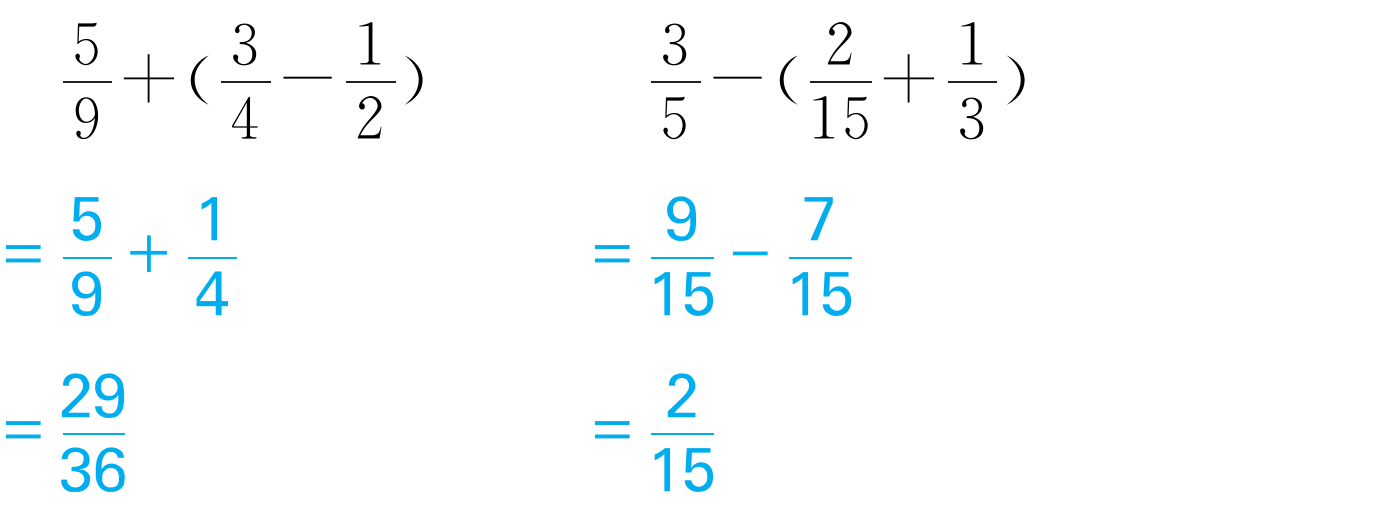 5/9 + (3/4 − 1/2)    3/5 − (2/15 + 1/3)
= 5/9 + 1/4    = 9/15 − 7/15
= 29/36    = 2/15